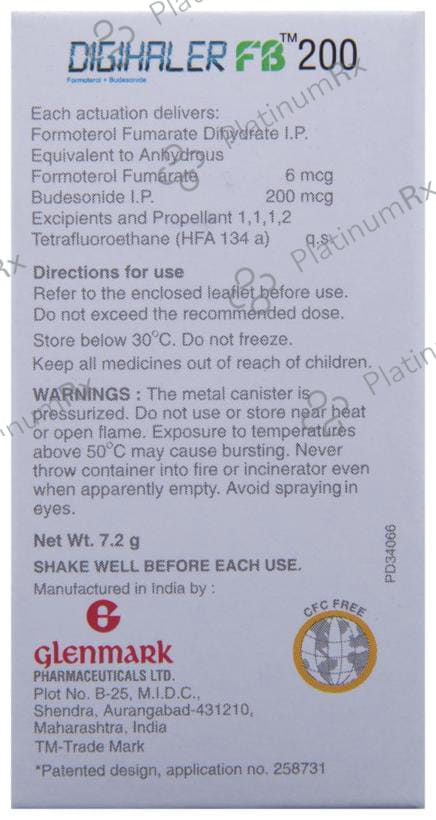 DIGIHALER FB™ 200
Formoterol + Budesonide
Each actuation delivers:
Formoterol Fumarate Dihydrate I.P.
Equivalent to Anhydrous
Formoterol Fumarate 6 mcg
Budesonide I.P. 200 mcg
Excipients and Propellant 1,1,1,2
Tetrafluoroethane (HFA 134 a) q.s.
Directions for use
Refer to the enclosed leaflet before use.
Do not exceed the recommended dose.
Store below 30°C. Do not freeze.
Keep all medicines out of reach of children.
WARNINGS : The metal canister is
pressurized. Do not use or store near heat
or open flame. Exposure to temperatures
above 50°C may cause bursting. Never
throw container into fire or incinerator even
when apparently empty. Avoid spraying in
eyes.
Net Wt. 7.2 g
SHAKE WELL BEFORE EACH USE.
Manufactured in India by :
glenmark
PHARMACEUTICALS LTD.
Plot No. B-25, M.I.D.C.,
Shendra, Aurangabad-431210,
Maharashtra, India
TM-Trade Mark
*Patented design, application no. 258731
CFC FREE
PD34066
PlatinumRx
PlatinumRx
PlatinumRx